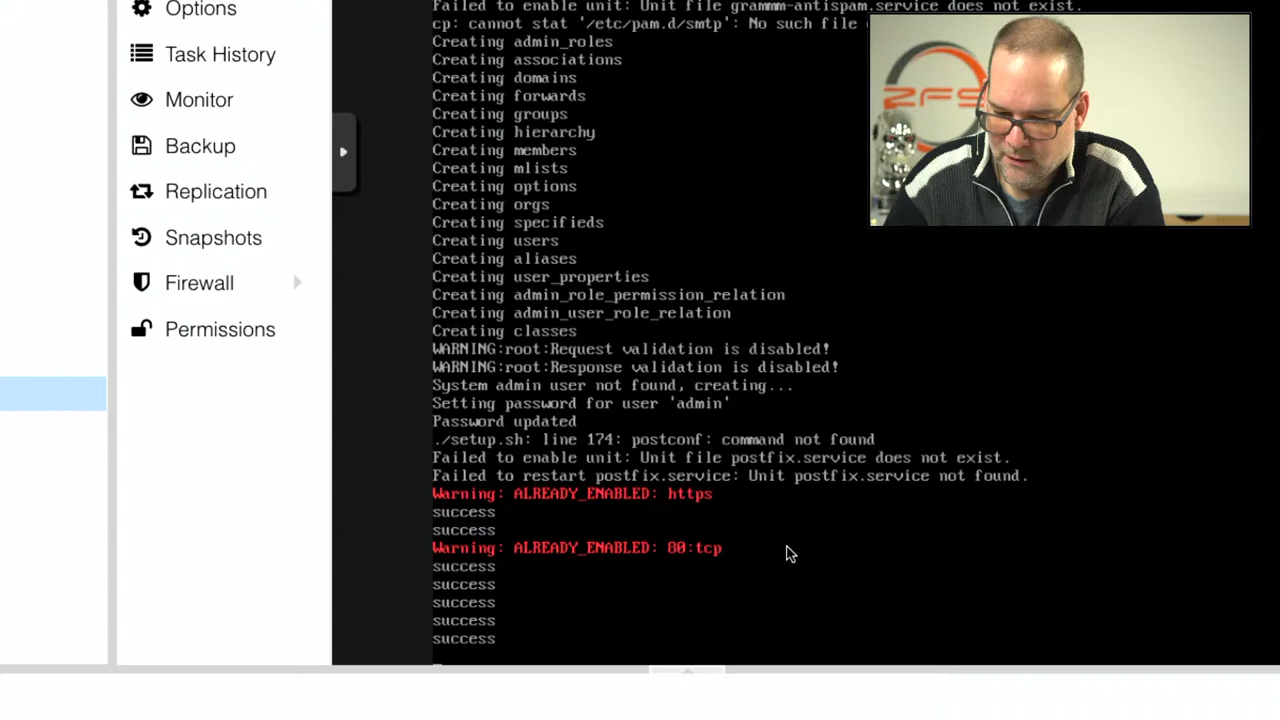 Options
Task History
Monitor
Backup
Replication
Snapshots
Firewall
Permissions
Failed to enable unit: Unit file grammm-antispam.service does not exist.
cp: cannot stat '/etc/pam.d/smtp': No such file
Creating admin_roles
Creating associations
Creating domains
Creating forwards
Creating groups
Creating hierarchy
Creating members
Creating mlists
Creating options
Creating orgs
Creating specifieds
Creating users
Creating aliases
Creating user_properties
Creating admin_role_permission_relation
Creating admin_user_role_relation
Creating classes
WARNING:root:Request validation is disabled!
WARNING:root:Response validation is disabled!
System admin user not found, creating...
Setting password for user 'admin'
Password updated
./setup.sh: line 174: postconf: command not found
Failed to enable unit: Unit file postfix.service does not exist.
Failed to restart postfix.service: Unit postfix.service not found.
Warning: ALREADY_ENABLED: https
success
success
Warning: ALREADY_ENABLED: 80:tcp
success
success
success
success
success
ZFS